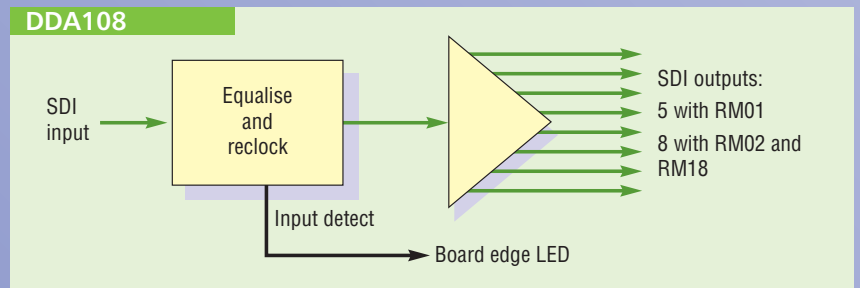 DDA108
SDI
input
Equalise
and
reclock
Input detect
Board edge LED
SDI outputs:
5 with RM01
8 with RM02 and
RM18